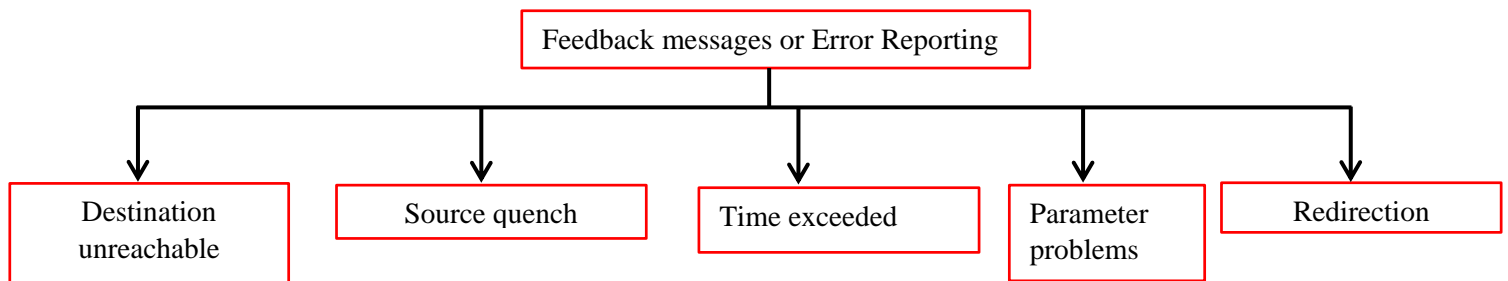 Feedback messages or Error Reporting
Destination
unreachable
Source quench
Time exceeded
Parameter
problems
Redirection